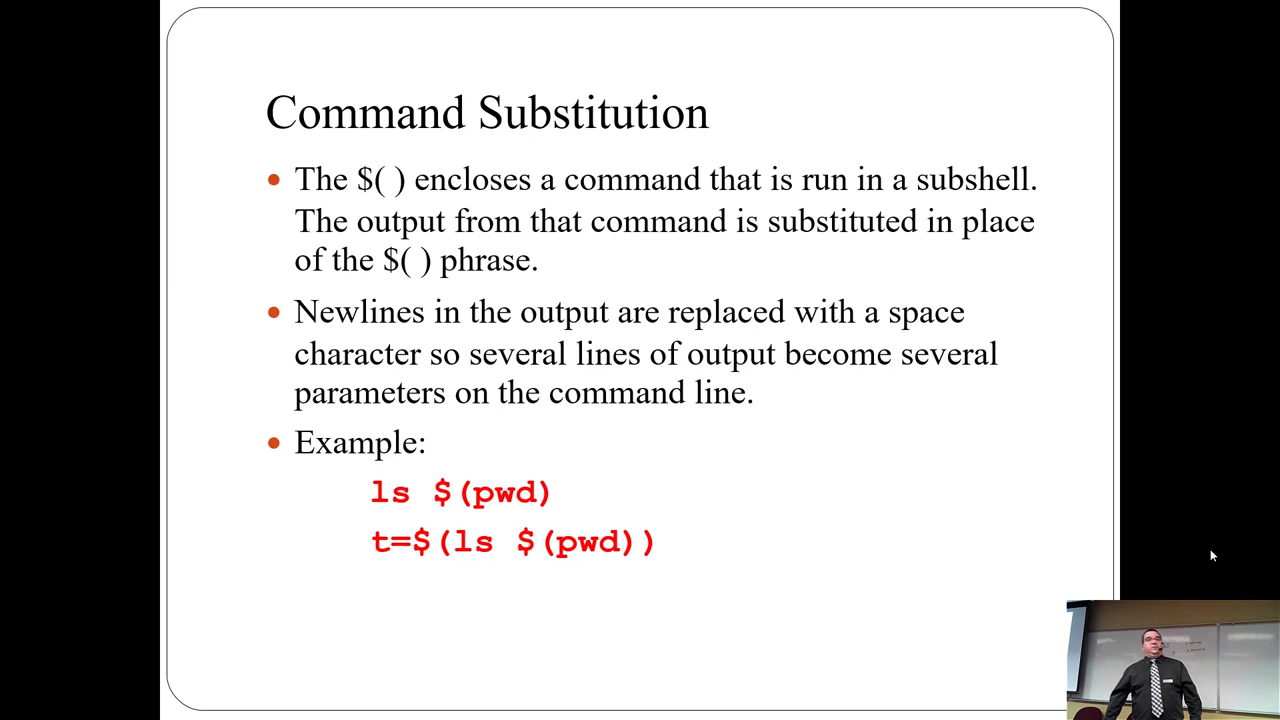 Command Substitution
• The $( ) encloses a command that is run in a subshell.
The output from that command is substituted in place
of the $( ) phrase.
• Newlines in the output are replaced with a space
character so several lines of output become several
parameters on the command line.
• Example:
ls $(pwd)
t=$(ls $(pwd))